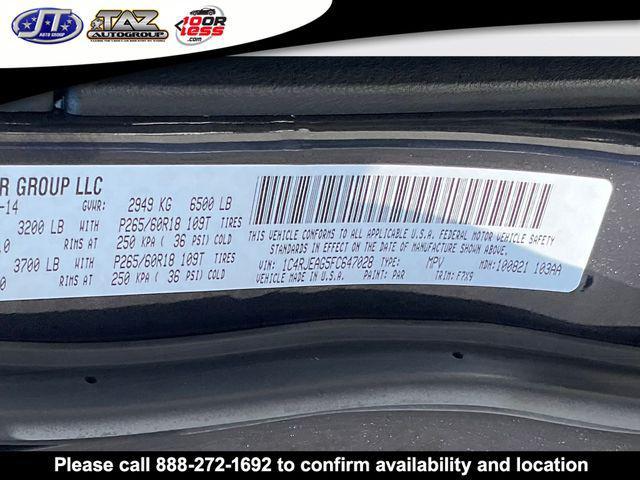 JT
AUTO GROUP
TAZ
AUTOGROUP
10DR
1ESS
.COM
R GROUP LLC
-14 GVWR: 2949 KG 6500 LB
3200 LB WITH P265/60R18 109T TIRES
.0 RIMS AT 250 KPA ( 36 PSI) COLD
3700 LB WITH P265/60R18 109T TIRES
0 RIMS AT 250 KPA ( 36 PSI) COLD
THIS VEHICLE CONFORMS TO ALL APPLICABLE U.S.A. FEDERAL MOTOR VEHICLE SAFETY
STANDARDS IN EFFECT ON THE DATE OF MANUFACTURE SHOWN ABOVE.
VIN: 1C4RJEAG5FC647028 TYPE: MPV MDH:100821 103AA
VEHICLE MADE IN U.S.A. PAINT: PAR TRIM: F7X9
Please call 888-272-1692 to confirm availability and location